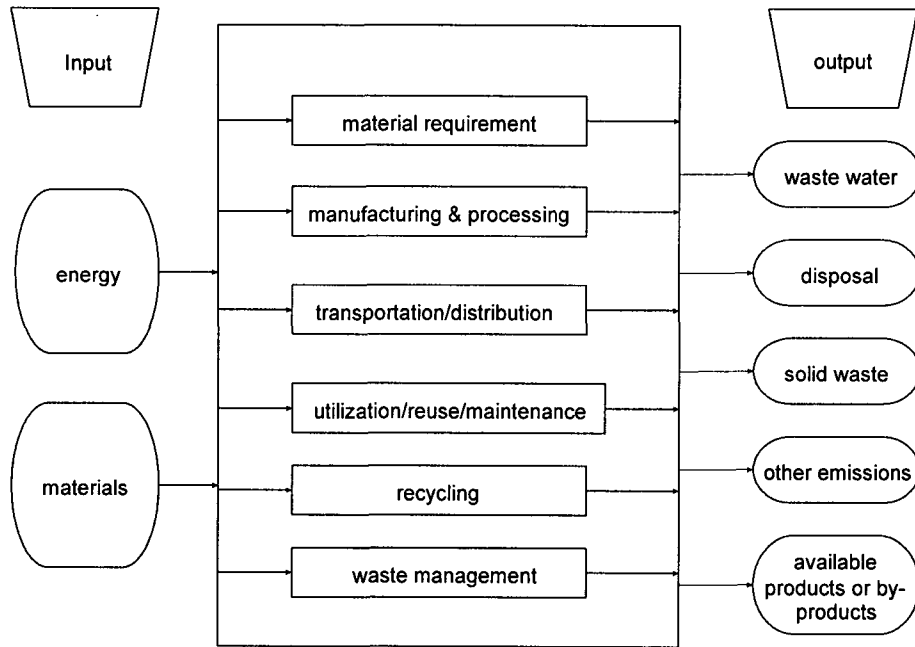 Input
output
material requirement
manufacturing & processing
transportation/distribution
utilization/reuse/maintenance
recycling
waste management
energy
materials
waste water
disposal
solid waste
other emissions
available
products or by-
products